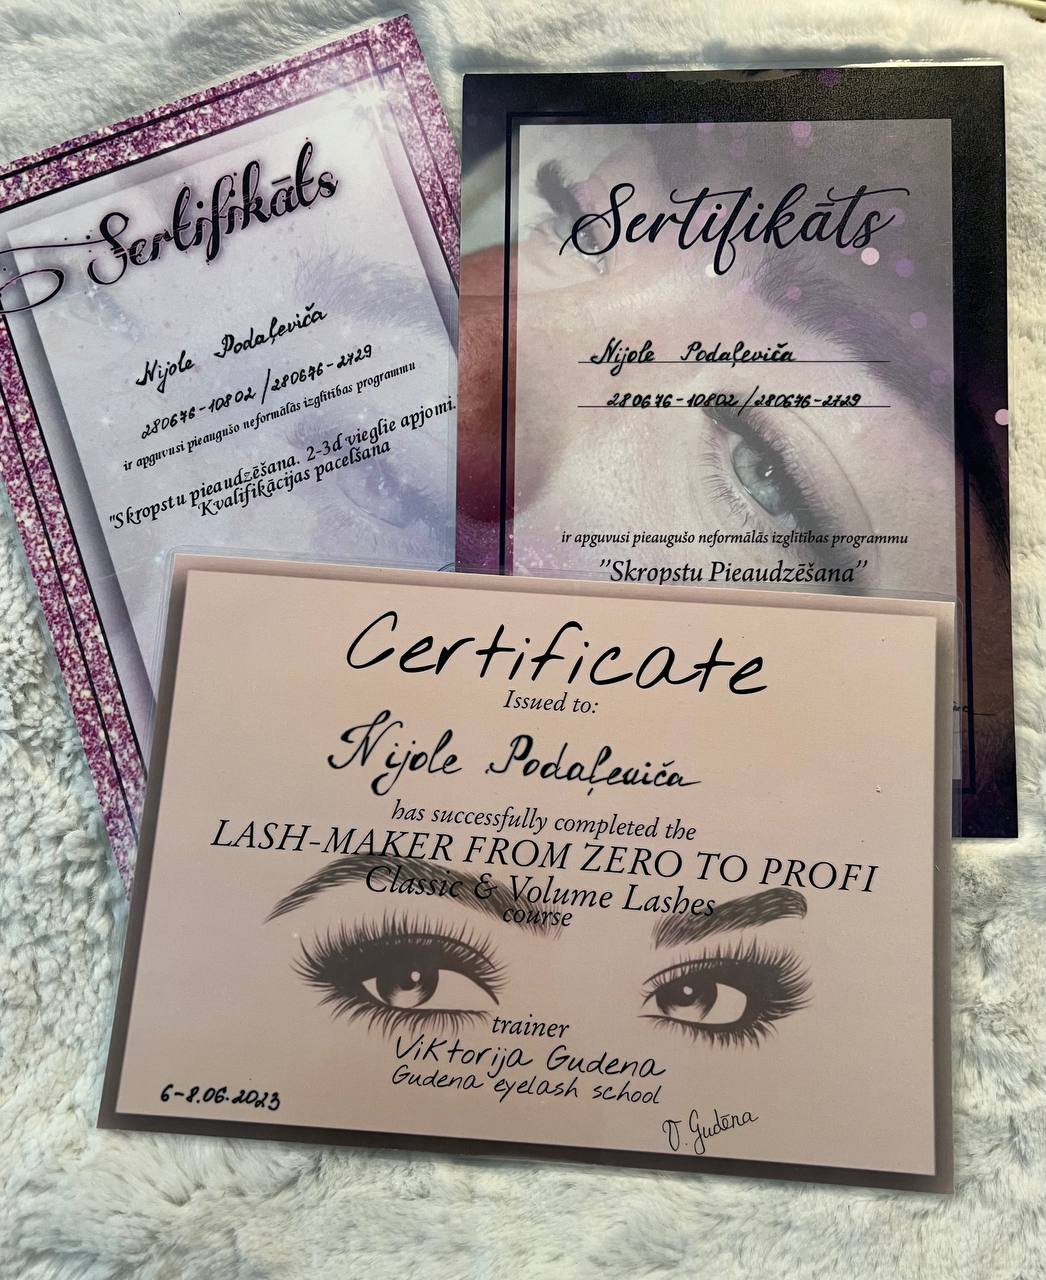 Sertifikāts
Nijole Podaļeviča
280676-10802/280676-2729
ir apguvusi pieaugušo neformālās izglītības programmu
"Skropstu pieaudzēšana. 2-3d vieglie apjomi.
Kvalifikācijas pacelšana
Sertifikāts
Nijole Podaļeviča
280676-10802/280676-2729
ir apguvusi pieaugušo neformālās izglītības programmu
"Skropstu Pieaudzēšana"
Certificate
Issued to:
Nijole Podaļeviča
has successfully completed the
LASH-MAKER FROM ZERO TO PROFI
Classic & Volume Lashes
course
trainer
Viktorija Gudena
Gudena eyelash school
6-8.06.2023
V. Gudēna